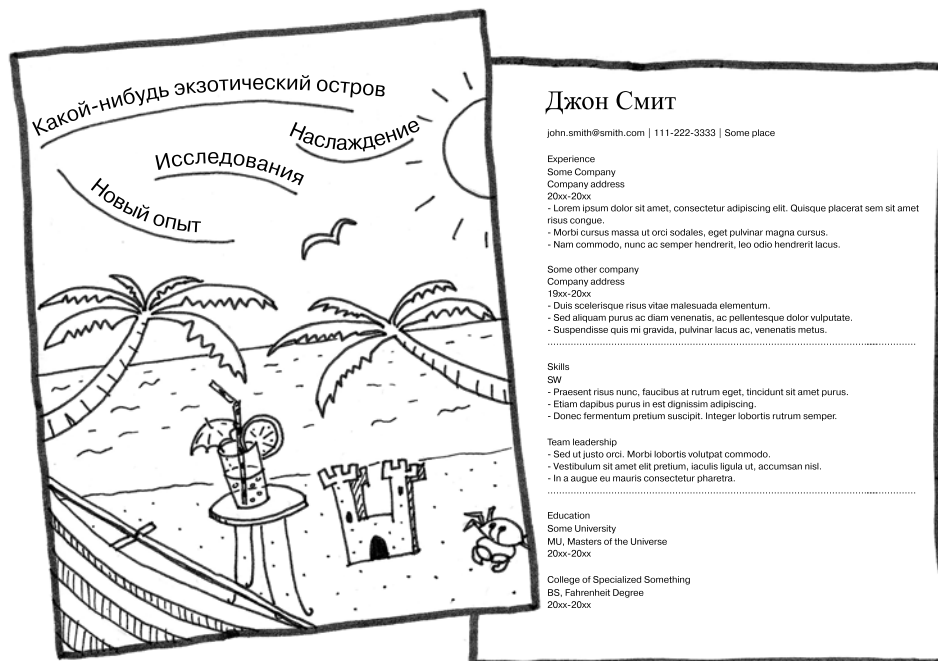 Какой-нибудь экзотический остров
Наслаждение
Исследования
Новый опыт
Джон Смит
john.smith@smith.com | 111-222-3333 | Some place
Experience
Some Company
Company address
20xx-20xx
- Lorem ipsum dolor sit amet, consectetur adipiscing elit. Quisque placerat sem sit amet
risus congue.
- Morbi cursus massa ut orci sodales, eget pulvinar magna cursus.
- Nam commodo, nunc ac semper hendrerit, leo odio hendrerit lacus.
Some other company
Company address
19xx-20xx
- Duis scelerisque risus vitae malesuada elementum.
- Sed aliquam purus ac diam venenatis, ac pellentesque dolor vulputate.
- Suspendisse quis mi gravida, pulvinar lacus ac, venenatis metus.
Skills
SW
- Praesent risus nunc, faucibus at rutrum eget, tincidunt sit amet purus.
- Etiam dapibus purus in est dignissim adipiscing.
- Donec fermentum pretium suscipit. Integer lobortis rutrum semper.
Team leadership
- Sed ut justo orci. Morbi lobortis volutpat commodo.
- Vestibulum sit amet elit pretium, iaculis ligula ut, accumsan nisl.
- In a augue eu mauris consectetur pharetra.
Education
Some University
MU, Masters of the Universe
20xx-20xx
College of Specialized Something
BS, Fahrenheit Degree
20xx-20xx